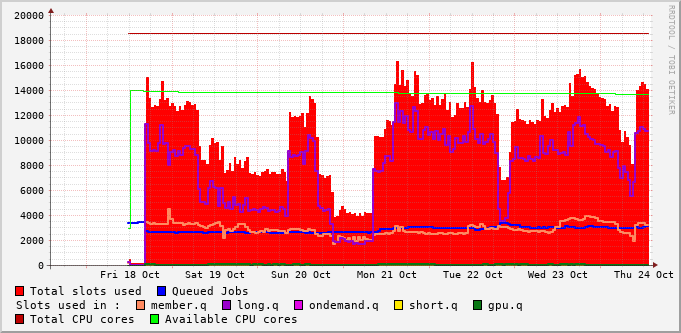 RRDTOOL / TOBI OETIKER
20000
18000
16000
14000
12000
10000
8000
6000
4000
2000
0
Fri 18 Oct Sat 19 Oct Sun 20 Oct Mon 21 Oct Tue 22 Oct Wed 23 Oct Thu 24 Oct
Total slots used Queued Jobs
Slots used in : member.q long.q ondemand.q short.q gpu.q
Total CPU cores Available CPU cores